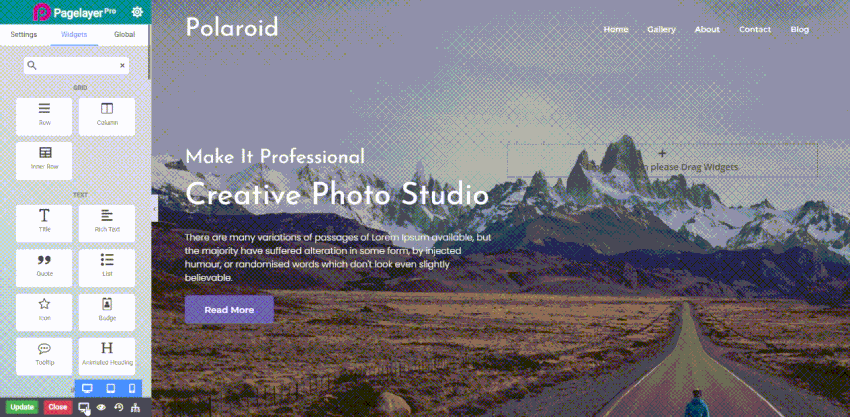 Pagelayer Pro
Settings
Widgets
Global
GRID
Row
Column
Inner Row
TEXT
Title
Rich Text
Quote
List
Icon
Badge
Tooltip
Animated Heading
Update
Close
Polaroid
Home
Gallery
About
Contact
Blog
Make It Professional
Creative Photo Studio
please Drag Widgets
There are many variations of passages of Lorem Ipsum available, but
the majority have suffered alteration in some form, by injected
humour, or randomised words which don't look even slightly
believable.
Read More